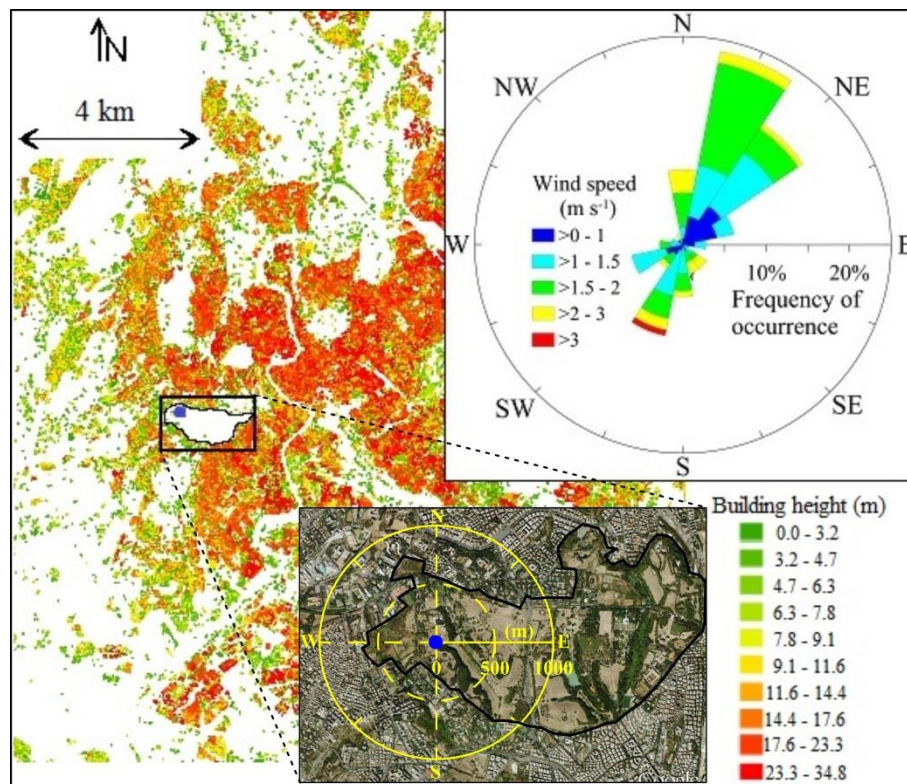 N
4 km
N
NW
NE
Wind speed
(m s⁻¹)
>0 - 1
>1 - 1.5
>1.5 - 2
>2 - 3
>3
W
E
10%
20%
Frequency of
occurrence
SW
SE
S
Building height (m)
0.0 - 3.2
3.2 - 4.7
4.7 - 6.3
6.3 - 7.8
7.8 - 9.1
9.1 - 11.6
11.6 - 14.4
14.4 - 17.6
17.6 - 23.3
23.3 - 34.8
N
W
(m)
E
0
500
1000
S